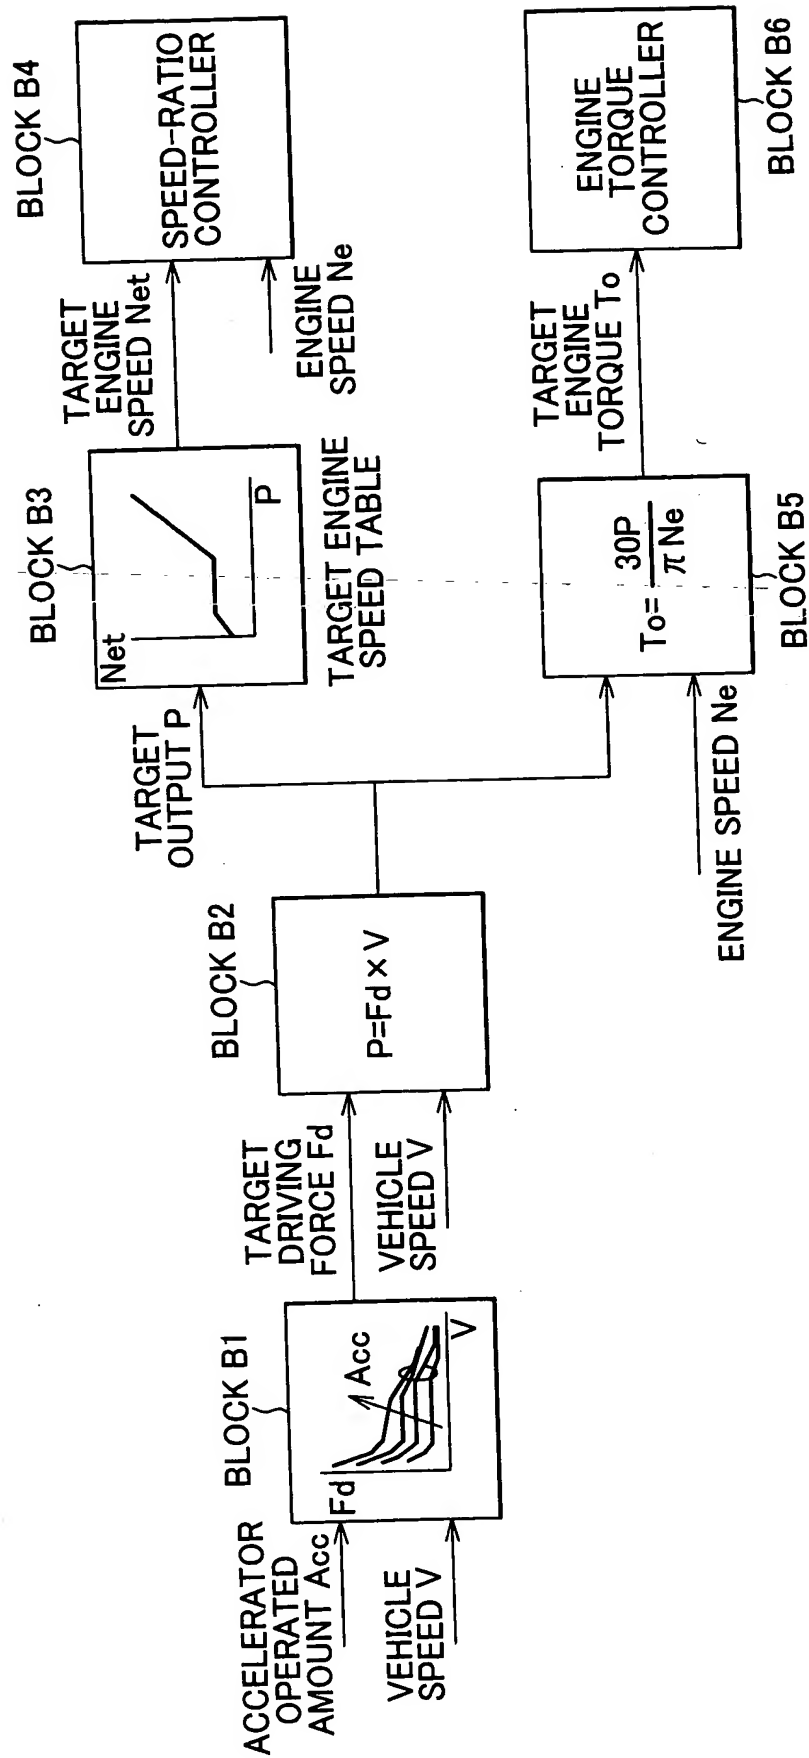 BLOCK B1
ACCELERATOR
OPERATED
AMOUNT Acc
VEHICLE
SPEED V
Fd
Acc
V
TARGET
DRIVING
FORCE Fd
VEHICLE
SPEED V
BLOCK B2
P=Fd×V
TARGET
OUTPUT P
BLOCK B3
Net
P
TARGET ENGINE
SPEED TABLE
TARGET
ENGINE
SPEED Net
ENGINE
SPEED Ne
BLOCK B4
SPEED-RATIO
CONTROLLER
ENGINE SPEED Ne
To= 30P
π Ne
BLOCK B5
TARGET
ENGINE
TORQUE To
ENGINE
TORQUE
CONTROLLER
BLOCK B6